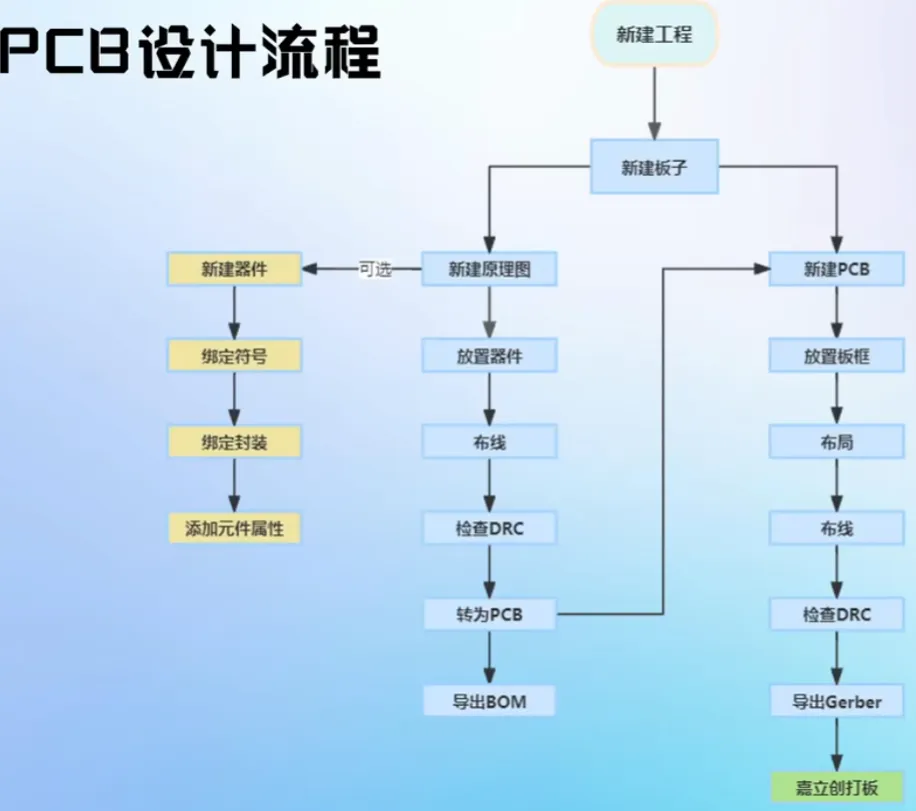 PCB设计流程
新建工程
新建板子
新建器件
可选
新建原理图
新建PCB
绑定符号
放置器件
放置板框
绑定封装
布线
布局
添加元件属性
检查DRC
布线
转为PCB
检查DRC
导出BOM
导出Gerber
嘉立创打板